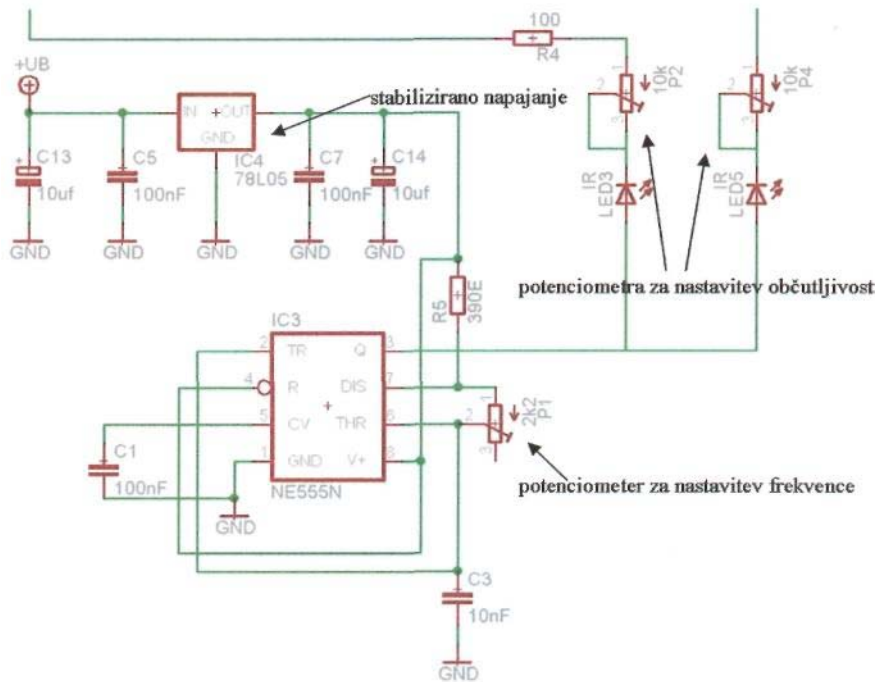 100
R4
+UB
1
2
3
10k
P2
1
2
3
10k
P4
stabilizirano napajanje
IN
OUT
GND
IC4
78L05
C13
10uf
C5
100nF
C7
100nF
C14
10uf
IR
LED3
IR
LED5
GND
GND
GND
GND
GND
potenciometra za nastavitev občutljivost
R5
390E
IC3
2
TR
Q
3
4
R
DIS
7
5
CV
THR
6
1
GND
V+
8
NE555N
1
2
3
2k2
P1
C1
100nF
GND
potenciometer za nastavitev frekvence
C3
10nF
GND